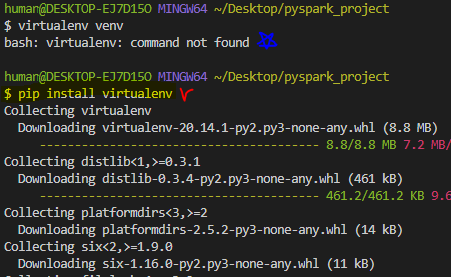 human@DESKTOP-EJ7D15O MINGW64 ~/Desktop/pyspark_project
$ virtualenv venv
bash: virtualenv: command not found
human@DESKTOP-EJ7D15O MINGW64 ~/Desktop/pyspark_project
$ pip install virtualenv
Collecting virtualenv
Downloading virtualenv-20.14.1-py2.py3-none-any.whl (8.8 MB)
---------------------------------------- 8.8/8.8 MB 7.2 MB/
Collecting distlib<1,>=0.3.1
Downloading distlib-0.3.4-py2.py3-none-any.whl (461 kB)
---------------------------------------- 461.2/461.2 KB 9.6
Collecting platformdirs<3,>=2
Downloading platformdirs-2.5.2-py3-none-any.whl (14 kB)
Collecting six<2,>=1.9.0
Downloading six-1.16.0-py2.py3-none-any.whl (11 kB)